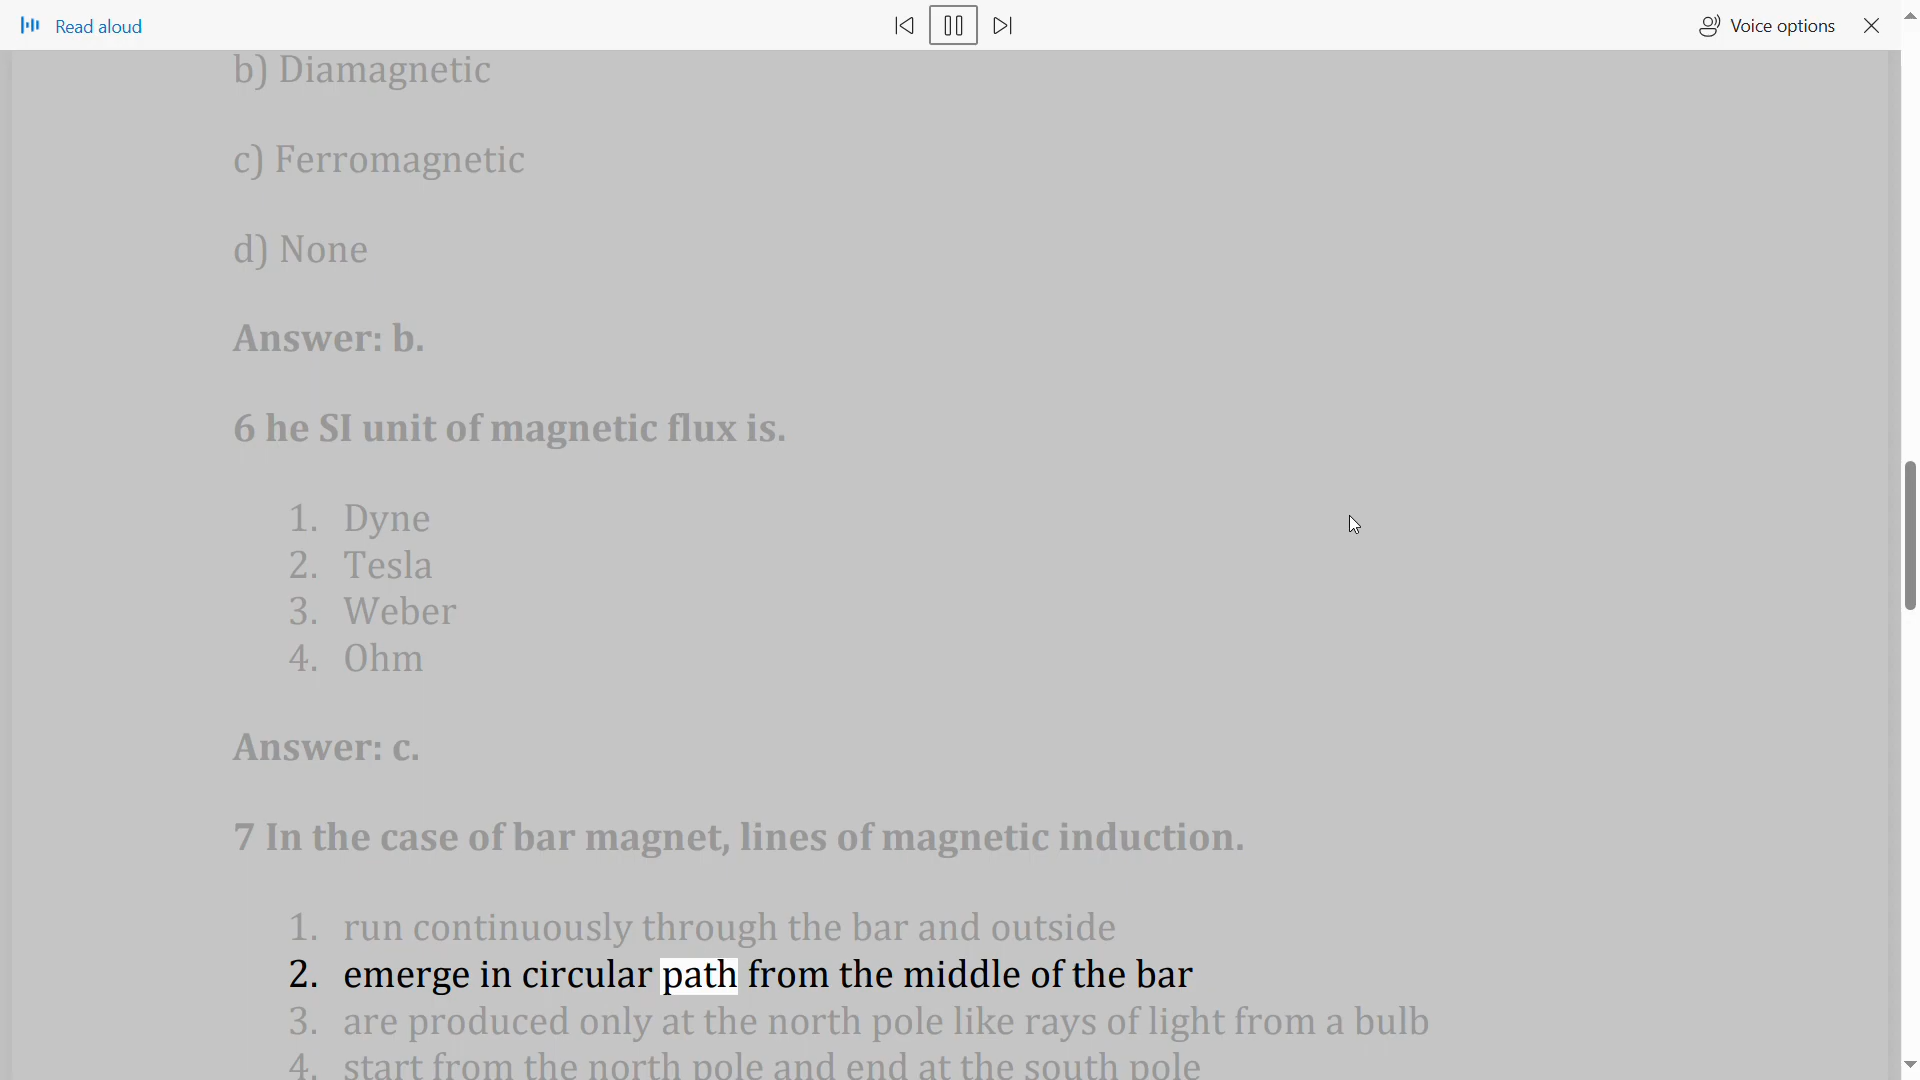 Read aloud
Voice options
b) Diamagnetic
c) Ferromagnetic
d) None
Answer: b.
6 he SI unit of magnetic flux is.
1. Dyne
2. Tesla
3. Weber
4. Ohm
Answer: c.
7 In the case of bar magnet, lines of magnetic induction.
1. run continuously through the bar and outside
2. emerge in circular path from the middle of the bar
3. are produced only at the north pole like rays of light from a bulb
4. start from the north pole and end at the south pole